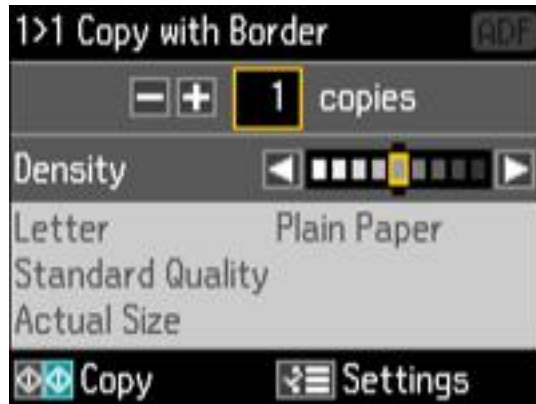 1>1 Copy with Border ADF
1 copies
Density
Letter Plain Paper
Standard Quality
Actual Size
Copy Settings